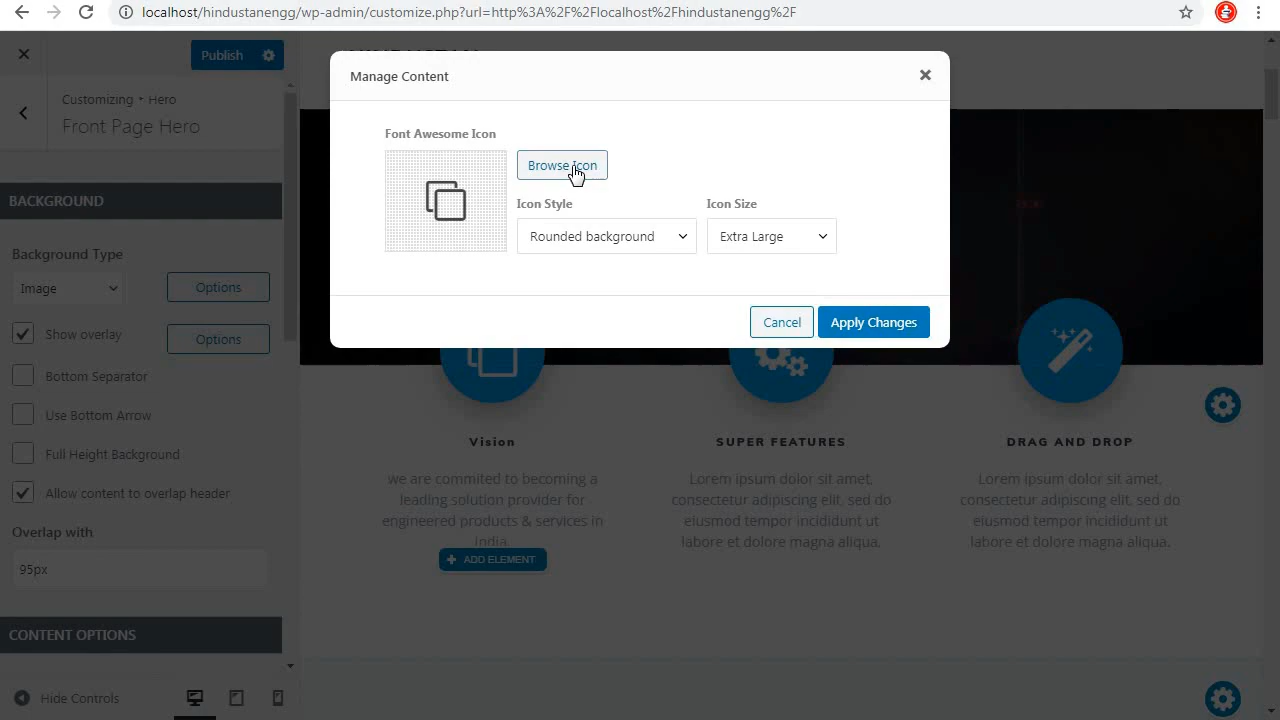 localhost/hindustanengg/wp-admin/customize.php?url=http%3A%2F%2Flocalhost%2Fhindustanengg%2F
Publish
Customizing • Hero
Front Page Hero
BACKGROUND
Background Type
Image
Options
Show overlay
Options
Bottom Separator
Use Bottom Arrow
Full Height Background
Allow content to overlap header
Overlap with
95px
CONTENT OPTIONS
Hide Controls
Manage Content
Font Awesome Icon
Browse Icon
Icon Style
Icon Size
Rounded background
Extra Large
Cancel
Apply Changes
Vision
we are commited to becoming a
leading solution provider for
engineered products & services in
India.
ADD ELEMENT
SUPER FEATURES
Lorem ipsum dolor sit amet,
consectetur adipiscing elit, sed do
eiusmod tempor incididunt ut
labore et dolore magna aliqua.
DRAG AND DROP
Lorem ipsum dolor sit amet,
consectetur adipiscing elit, sed do
eiusmod tempor incididunt ut
labore et dolore magna aliqua.